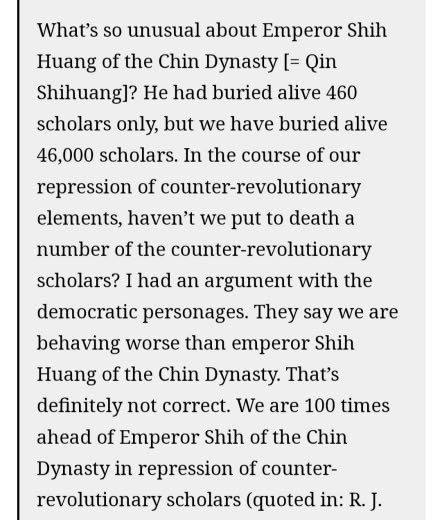 What’s so unusual about Emperor Shih
Huang of the Chin Dynasty [= Qin
Shihuang]? He had buried alive 460
scholars only, but we have buried alive
46,000 scholars. In the course of our
repression of counter-revolutionary
elements, haven’t we put to death a
number of the counter-revolutionary
scholars? I had an argument with the
democratic personages. They say we are
behaving worse than emperor Shih
Huang of the Chin Dynasty. That’s
definitely not correct. We are 100 times
ahead of Emperor Shih of the Chin
Dynasty in repression of counter-
revolutionary scholars (quoted in: R. J.